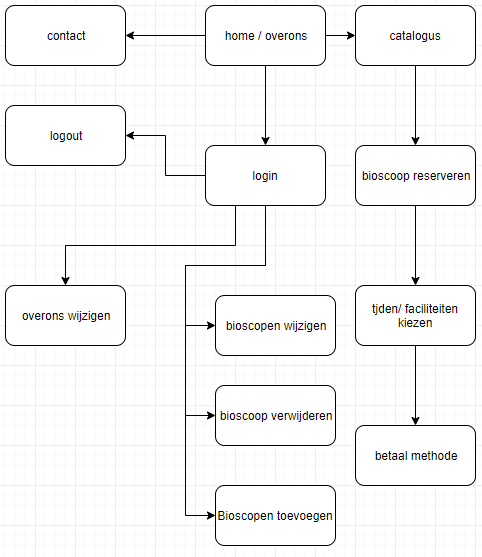 contact
home / overons
catalogus
logout
login
bioscoop reserveren
overons wijzigen
bioscopen wijzigen
tjden/ faciliteiten
kiezen
bioscoop verwijderen
betaal methode
Bioscopen toevoegen